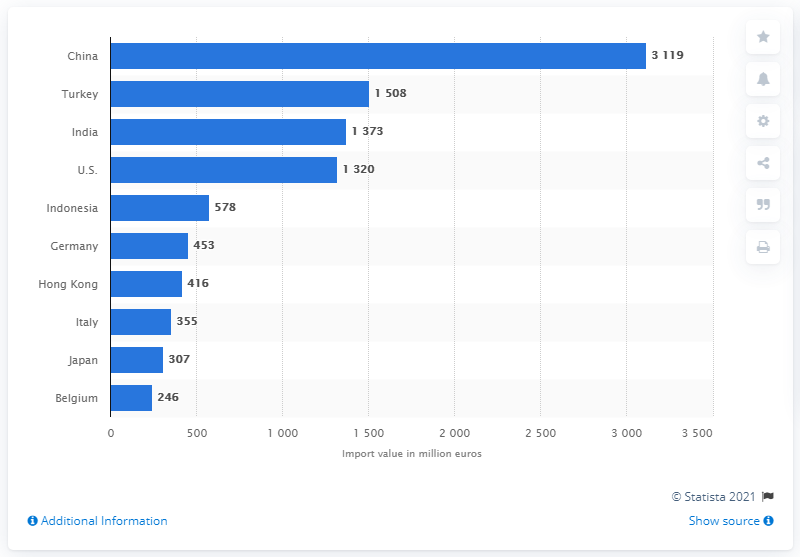 China 3 119
Turkey 1 508
India 1 373
U.S. 1 320
Indonesia 578
Germany 453
Hong Kong 416
Italy 355
Japan 307
Belgium 246
0 500 1 000 1 500 2 000 2 500 3 000 3 500
Import value in million euros
© Statista 2021
Additional Information Show source